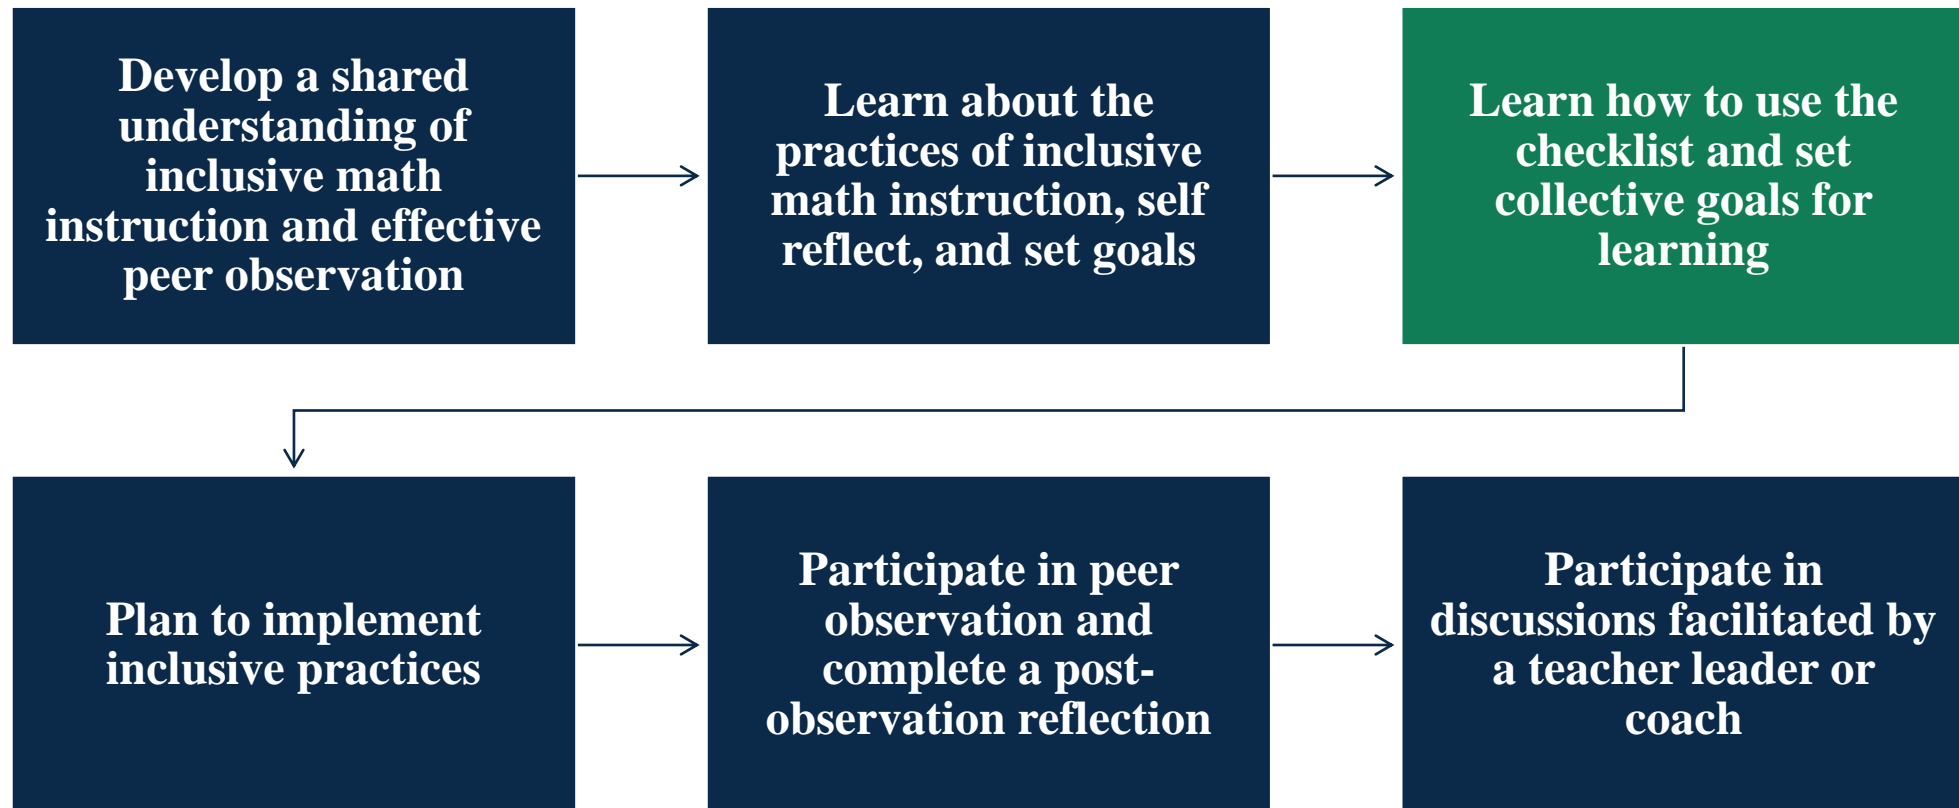 Develop a shared
understanding of
inclusive math
instruction and effective
peer observation
Learn about the
practices of inclusive
math instruction, self
reflect, and set goals
Learn how to use the
checklist and set
collective goals for
learning
Plan to implement
inclusive practices
Participate in peer
observation and
complete a post-
observation reflection
Participate in
discussions facilitated by
a teacher leader or
coach